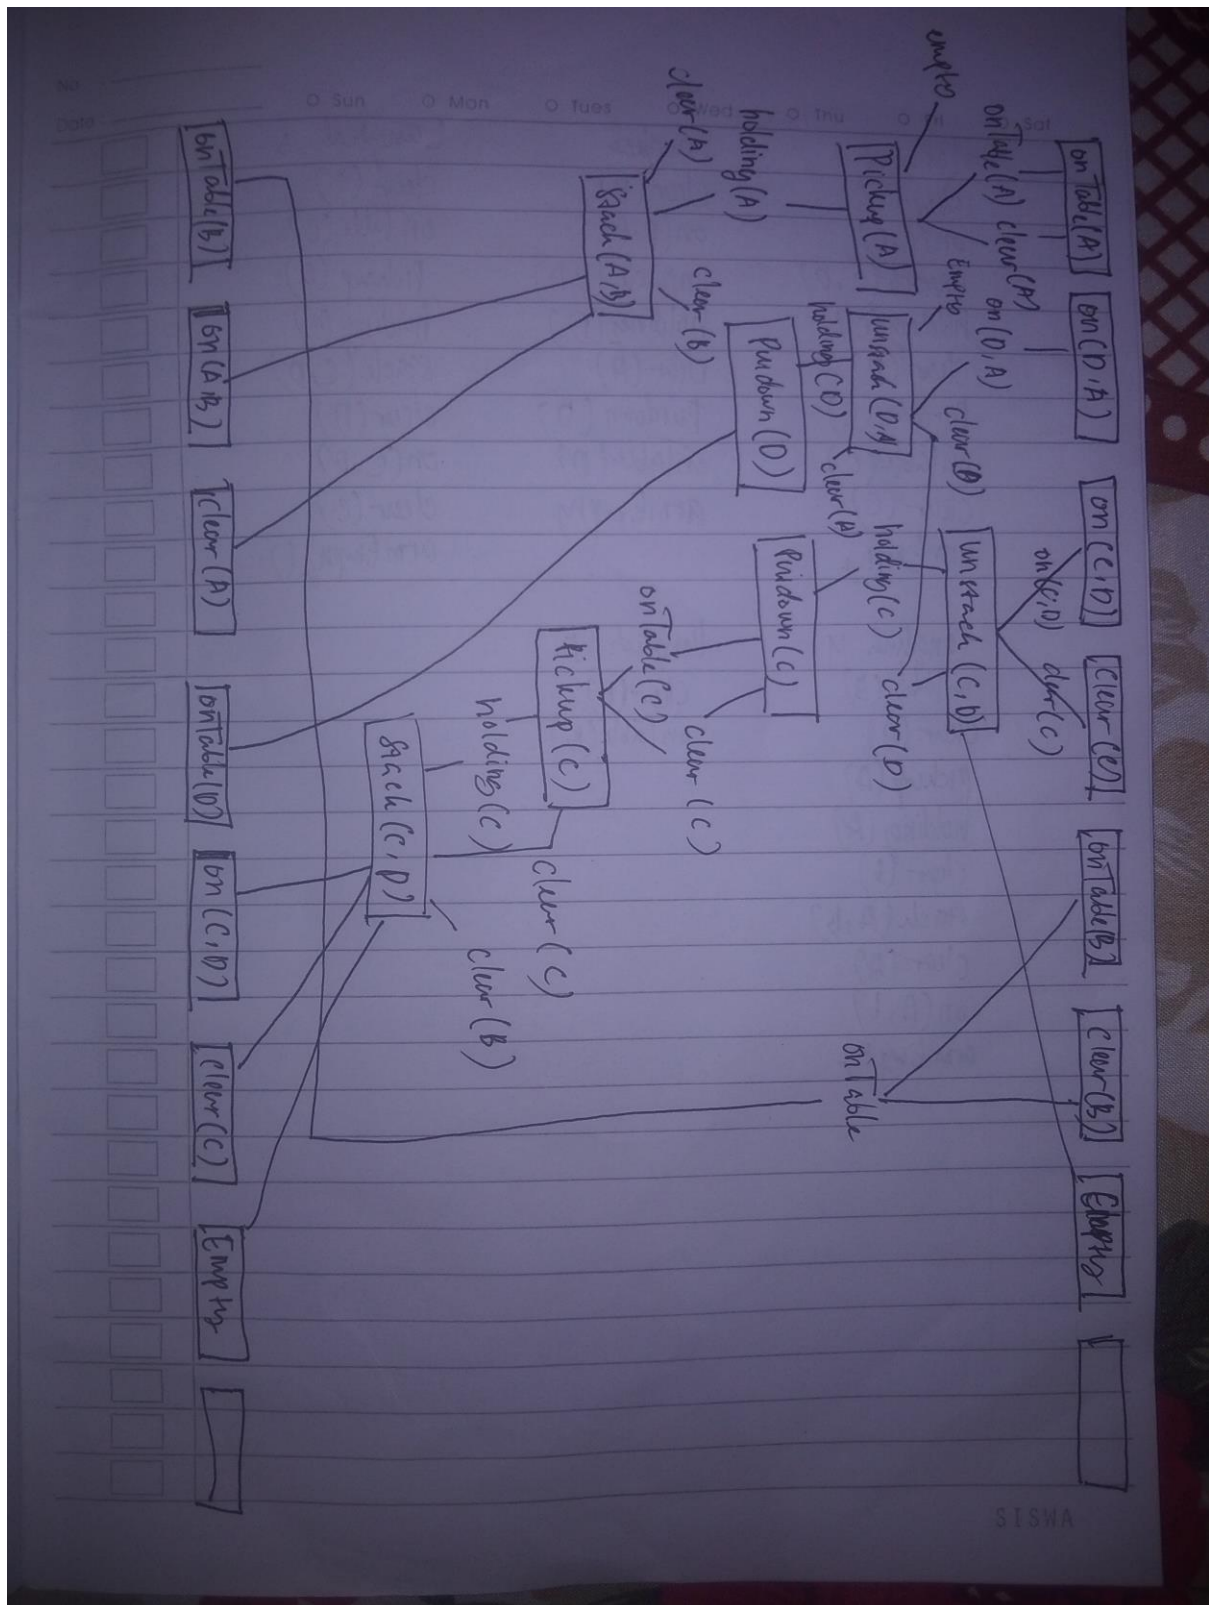 onTable(A)
on(D,A)
on(C,D)
clear(C)
onTable(B)
clear(B)
Empty
onTable(A)
clear(A)
on(D,A)
on(C,D)
clear(C)
empty
Empty
clear(D)
Unstack(C,D)
Pickup(A)
Unstack(D,A)
holding(C)
clear(D)
onTable
holding(A)
holding(D)
clear(A)
Putdown(D)
Putdown(C)
clear(A)
clear(B)
onTable(C)
clear(C)
Stack(A,B)
Pickup(C)
clear(C)
holding(C)
clear(B)
Stack(C,D)
onTable(B)
on(A,B)
clear(A)
onTable(D)
on(C,D)
clear(C)
Empty
No
Date
Sun Mon Tues Wed Thu Fri Sat
SISWA